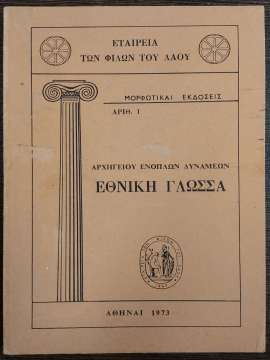 ΕΤΑΙΡΕΙΑ
ΤΩΝ ΦΙΛΩΝ ΤΟΥ ΛΑΟΥ
ΜΟΡΦΩΤΙΚΑΙ ΕΚΔΟΣΕΙΣ
ΑΡΙΘ. 1
ΑΡΧΗΓΕΙΟΥ ΕΝΟΠΛΩΝ ΔΥΝΑΜΕΩΝ
ΕΘΝΙΚΗ ΓΛΩΣΣΑ
ΑΘΗΝΑΙ 1973